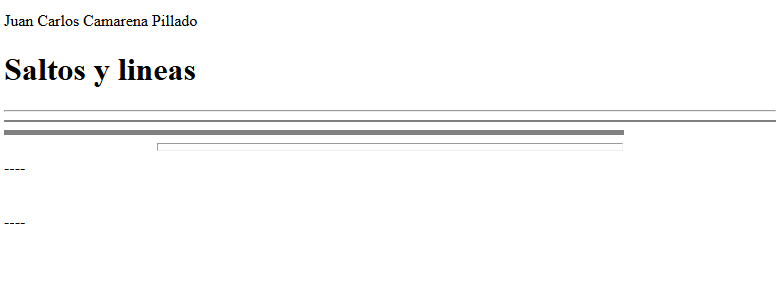 Juan Carlos Camarena Pillado
Saltos y lineas
----
----